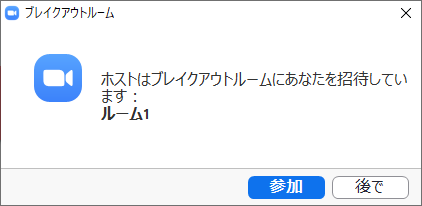 ブレイクアウトルーム
ホストはブレイクアウトルームにあなたを招待してい
ます：
ルーム1
参加
後で